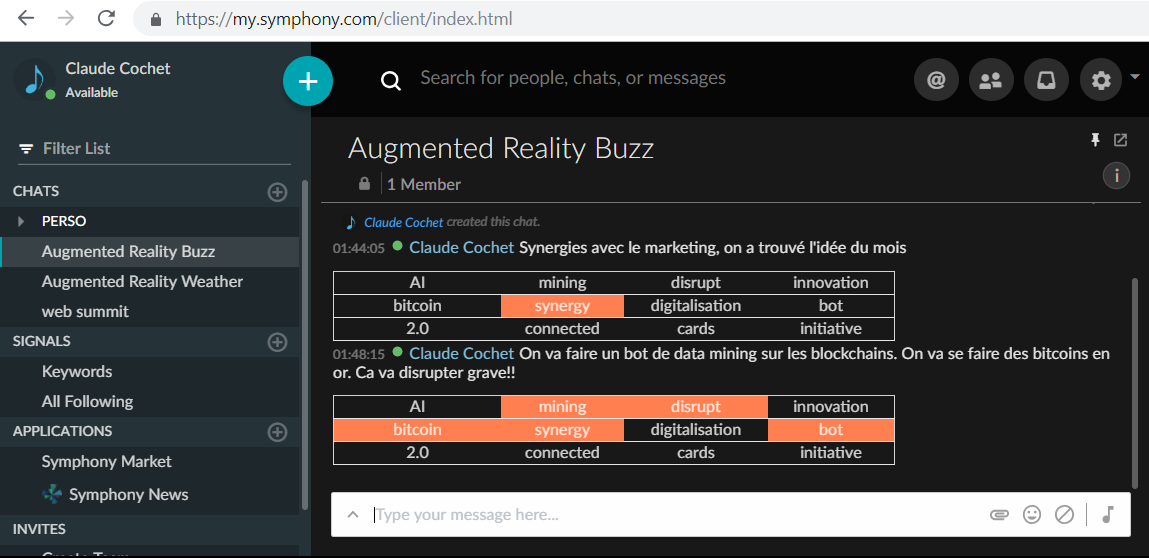 https://my.symphony.com/client/index.html
Claude Cochet
Available
Search for people, chats, or messages
Filter List
CHATS
PERSO
Augmented Reality Buzz
Augmented Reality Weather
web summit
SIGNALS
Keywords
All Following
APPLICATIONS
Symphony Market
Symphony News
INVITES
Augmented Reality Buzz
1 Member
Claude Cochet created this chat.
01:44:05 Claude Cochet Synergies avec le marketing, on a trouvé l'idée du mois
AI mining disrupt innovation
bitcoin synergy digitalisation bot
2.0 connected cards initiative
01:48:15 Claude Cochet On va faire un bot de data mining sur les blockchains. On va se faire des bitcoins en
or. Ca va disrupter grave!!
AI mining disrupt innovation
bitcoin synergy digitalisation bot
2.0 connected cards initiative
Type your message here...